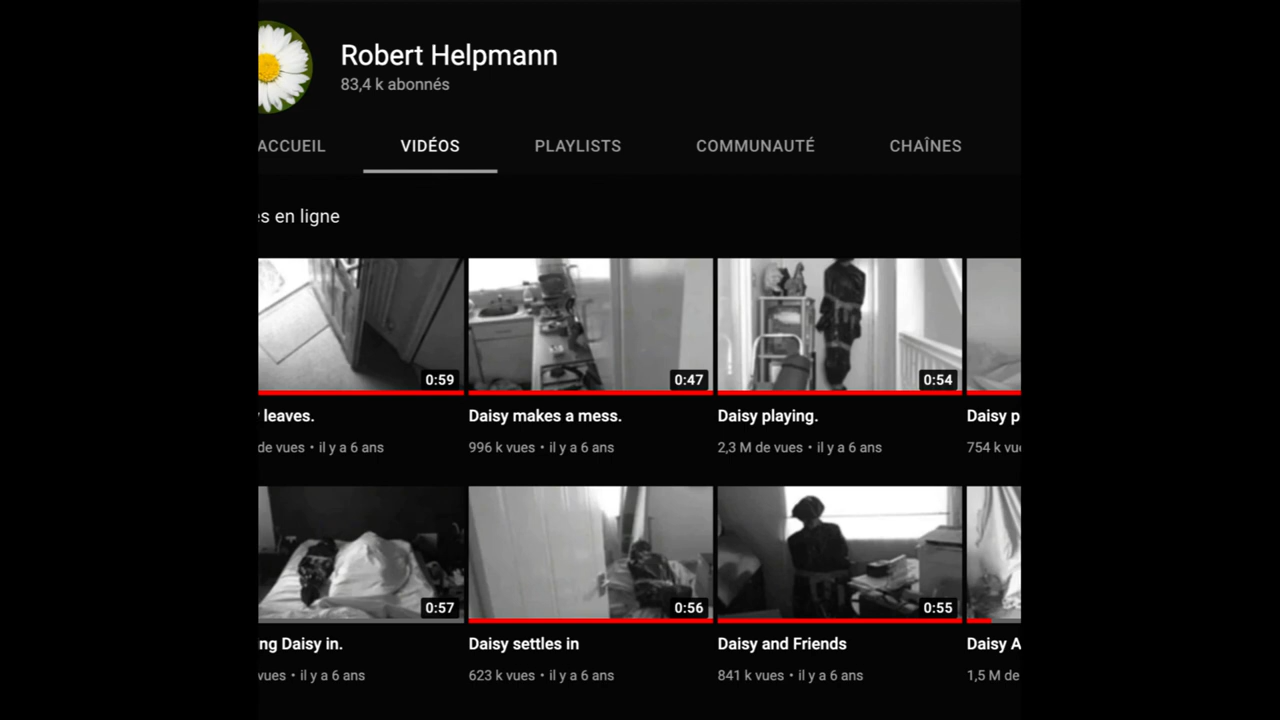 Robert Helpmann
83,4 k abonnés
ACCUEIL VIDÉOS PLAYLISTS COMMUNAUTÉ CHAÎNES
en ligne
0:59 0:47 0:54
leaves. Daisy makes a mess. Daisy playing. Daisy
de vues • il y a 6 ans 996 k vues • il y a 6 ans 2,3 M de vues • il y a 6 ans 754 k
0:57 0:56 0:55
Daisy in. Daisy settles in Daisy and Friends Daisy
vues • il y a 6 ans 623 k vues • il y a 6 ans 841 k vues • il y a 6 ans 1,5 M de